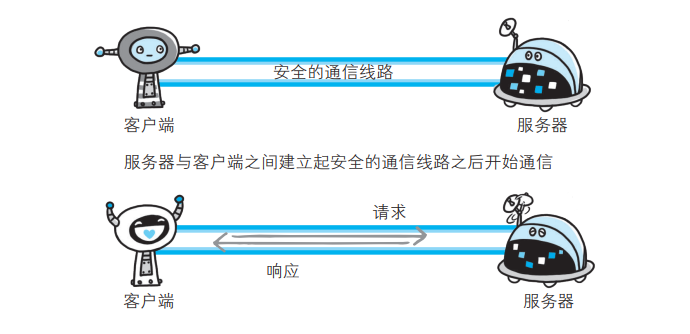 安全的通信线路
客户端
服务器
服务器与客户端之间建立起安全的通信线路之后开始通信
请求
响应
客户端
服务器